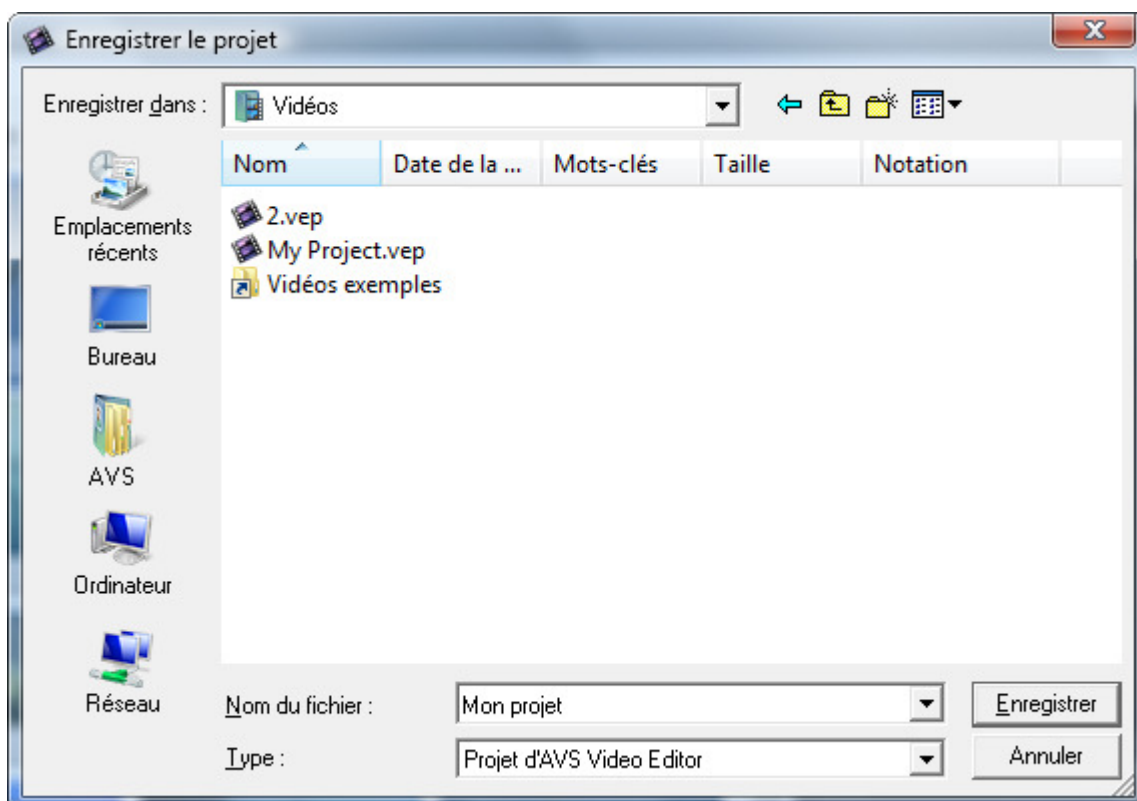 Enregistrer le projet
Enregistrer dans :
Vidéos
Nom
Date de la ...
Mots-clés
Taille
Notation
Emplacements
récents
Bureau
AVS
Ordinateur
Réseau
2.vep
My Project.vep
Vidéos exemples
Nom du fichier :
Mon projet
Enregistrer
Type :
Projet d'AVS Video Editor
Annuler